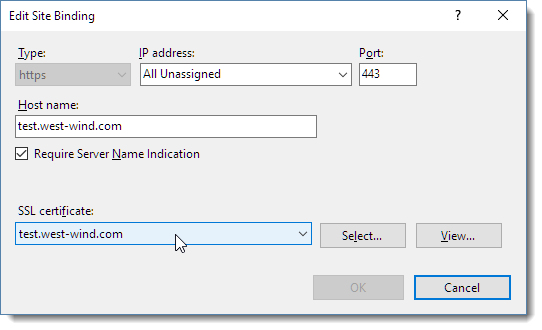 Edit Site Binding
? ×
Type: IP address: Port:
https All Unassigned 443
Host name:
test.west-wind.com
Require Server Name Indication
SSL certificate:
test.west-wind.com Select... View...
OK Cancel